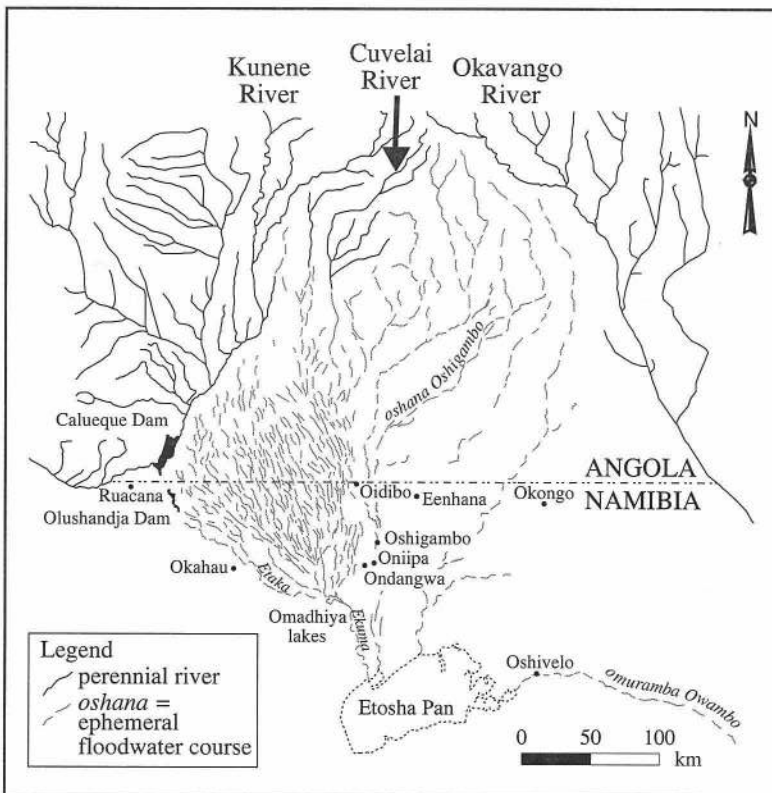 Kunene
River
Cuvelai
River
Okavango
River
N
oshana Oshigambo
Calueque Dam
ANGOLA
NAMIBIA
Ruacana
Olushandja Dam
Oidibo
Eenhana
Okongo
Oshigambo
Oniipa
Ondangwa
Okahau
Etaka
Omadhiya
lakes
Ekuma
Oshivelo
omuramba Owambo
Etosha Pan
Legend
perennial river
oshana =
ephemeral
floodwater course
0 50 100
km